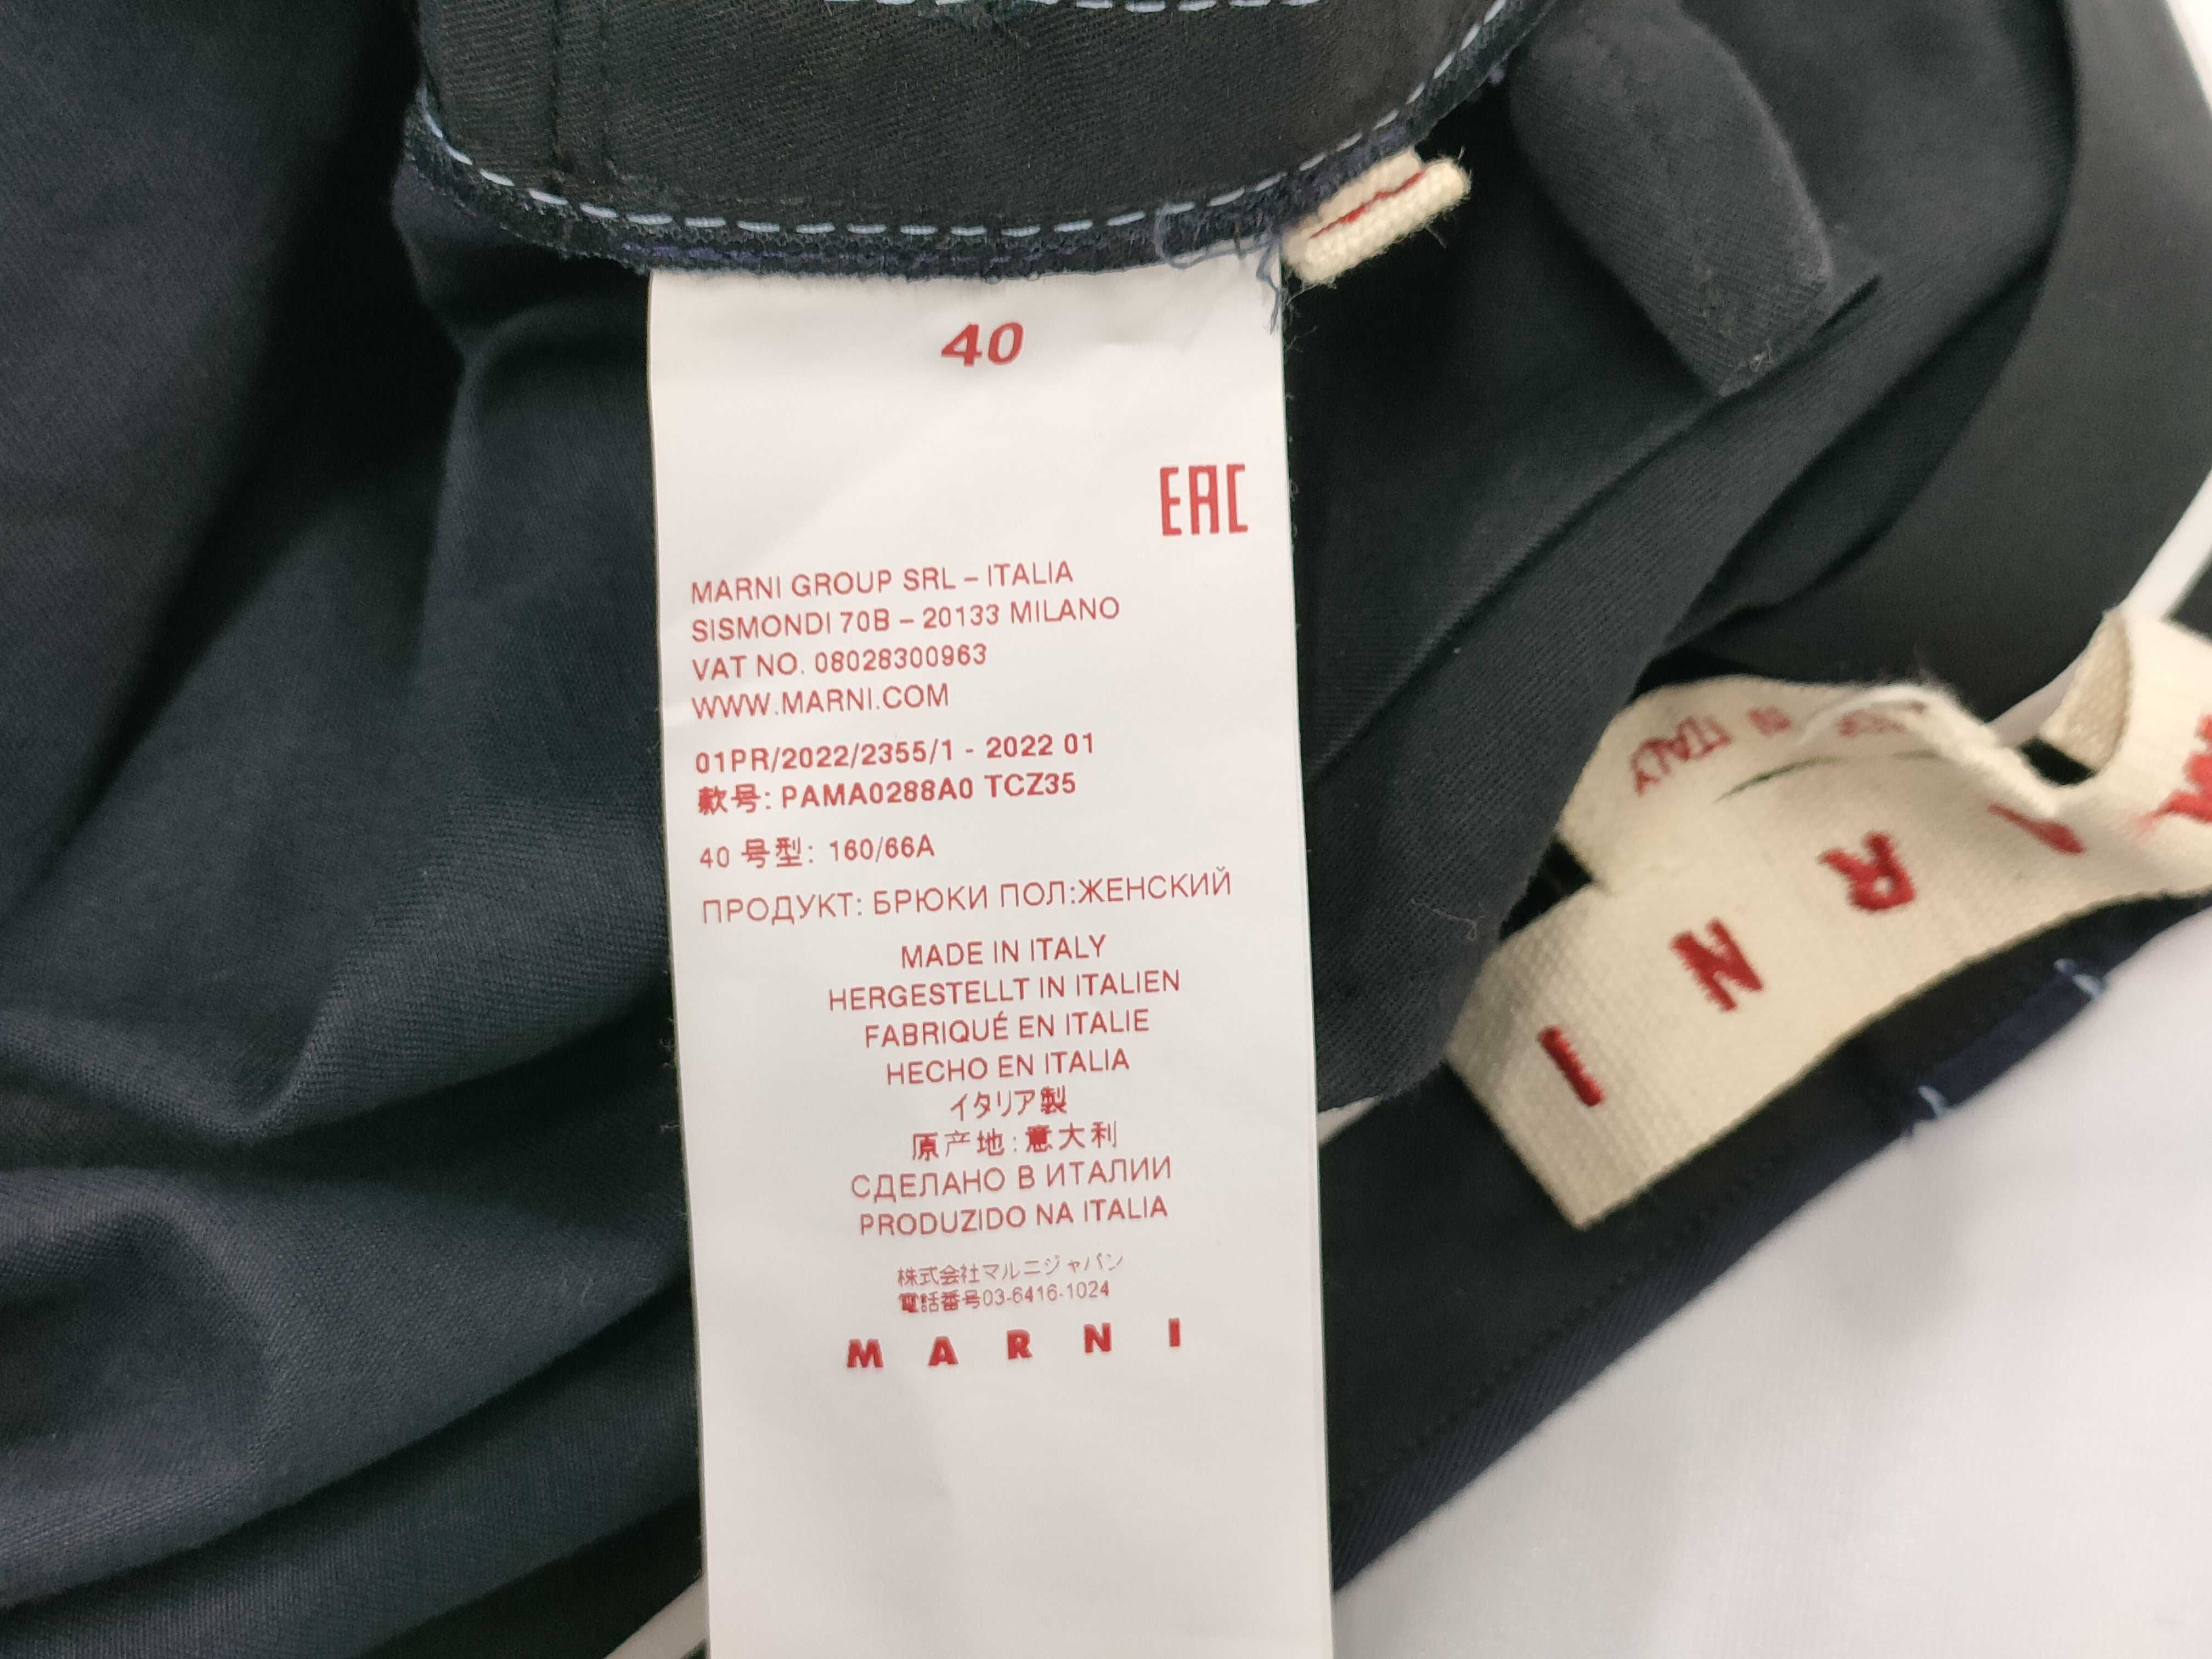 40
EAC
MARNI GROUP SRL – ITALIA
SISMONDI 70B – 20133 MILANO
VAT NO. 08028300963
WWW.MARNI.COM
01PR/2022/2355/1 - 2022 01
款号: PAMA0288A0 TCZ35
40 号型: 160/66A
ПРОДУКТ: БРЮКИ ПОЛ:ЖЕНСКИЙ
MADE IN ITALY
HERGESTELLT IN ITALIEN
FABRIQUÉ EN ITALIE
HECHO EN ITALIA
イタリア製
原产地:意大利
СДЕЛАНО В ИТАЛИИ
PRODUZIDO NA ITALIA
株式会社マルニジャパン
電話番号03-6416-1024
M A R N I
ITALY
R N I